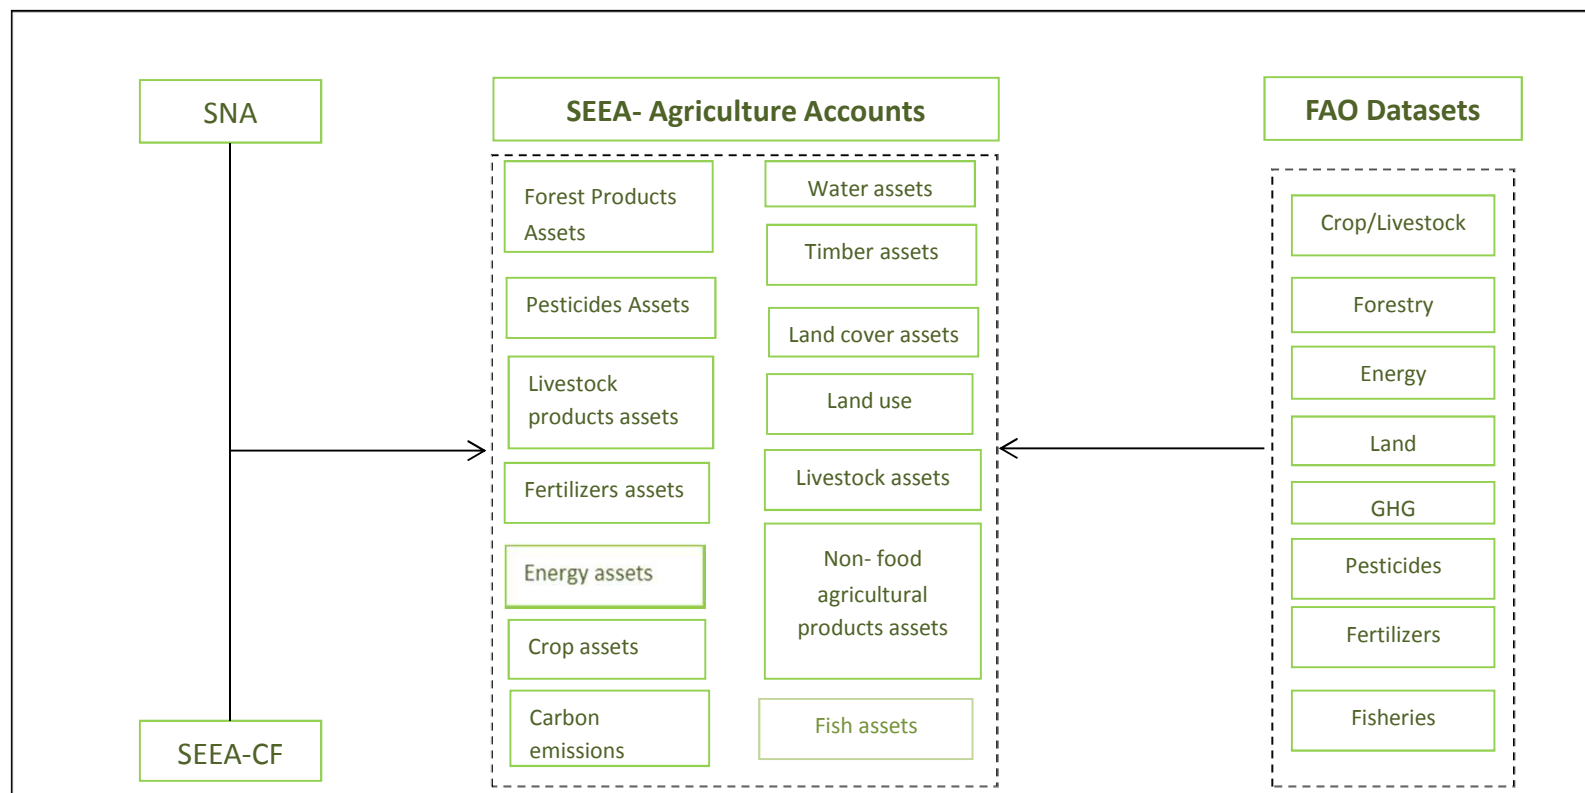 SNA
SEEA-CF
SEEA- Agriculture Accounts
Forest Products
Assets
Pesticides Assets
Livestock
products assets
Fertilizers assets
Energy assets
Crop assets
Carbon
emissions
Water assets
Timber assets
Land cover assets
Land use
Livestock assets
Non- food
agricultural
products assets
Fish assets
FAO Datasets
Crop/Livestock
Forestry
Energy
Land
GHG
Pesticides
Fertilizers
Fisheries